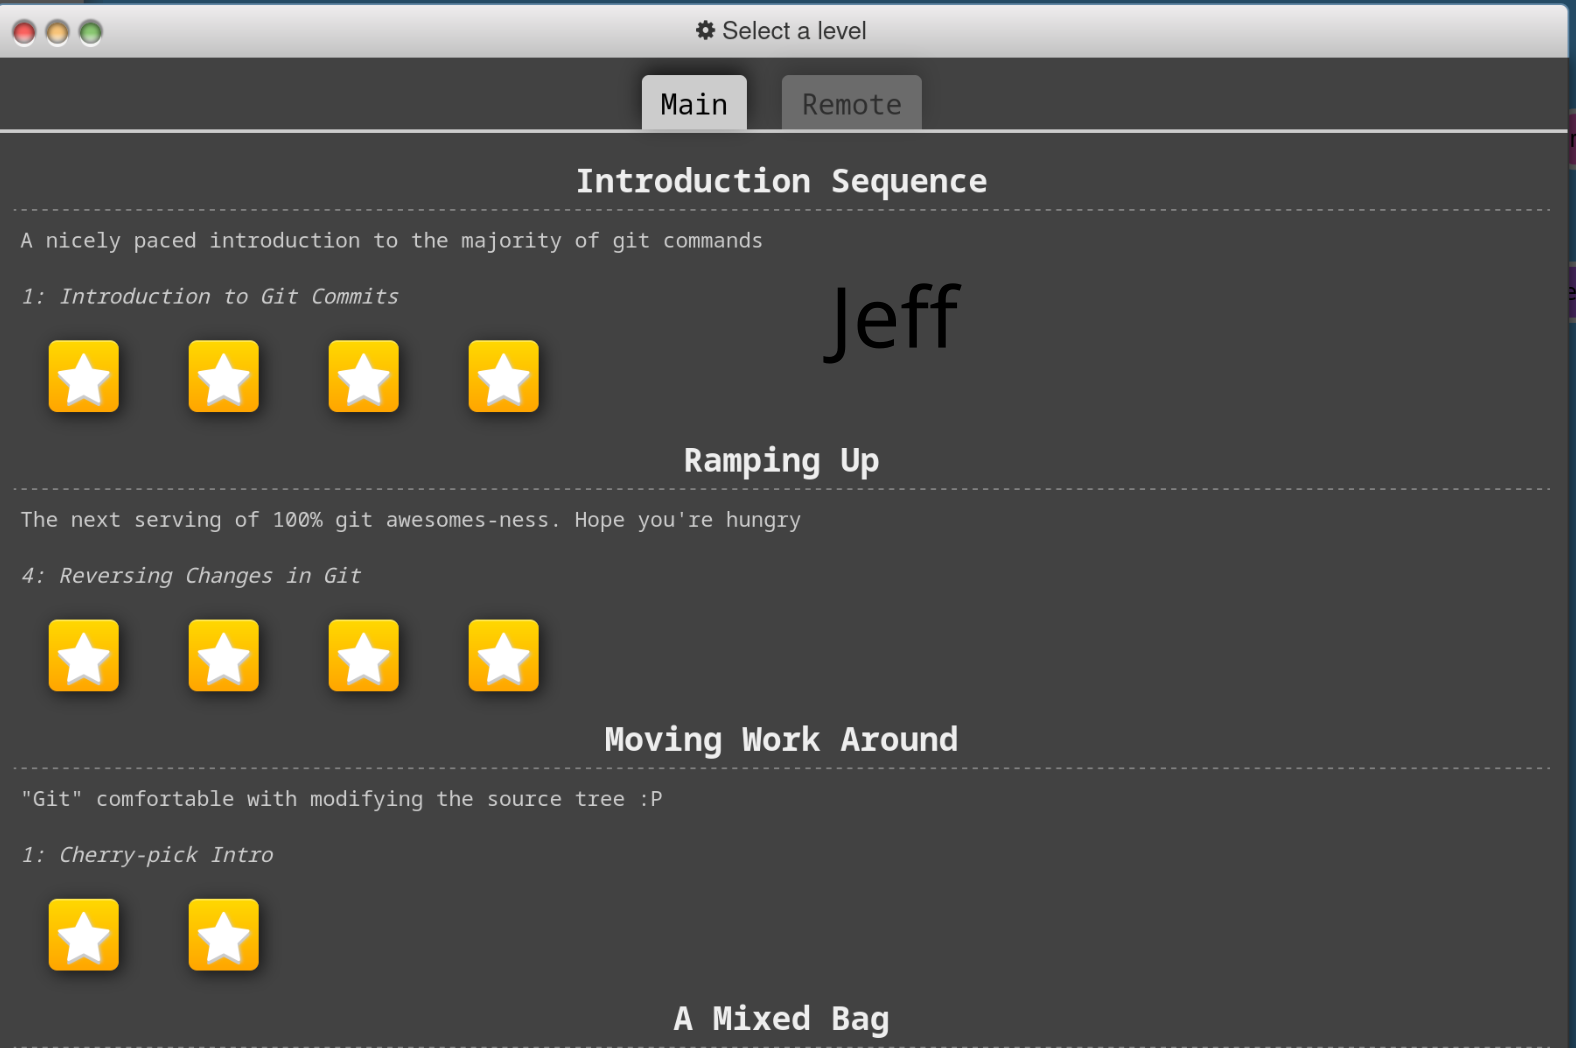 Select a level
Main
Remote
Introduction Sequence
A nicely paced introduction to the majority of git commands
1: Introduction to Git Commits
Jeff
Ramping Up
The next serving of 100% git awesomes-ness. Hope you're hungry
4: Reversing Changes in Git
Moving Work Around
"Git" comfortable with modifying the source tree :P
1: Cherry-pick Intro
A Mixed Bag